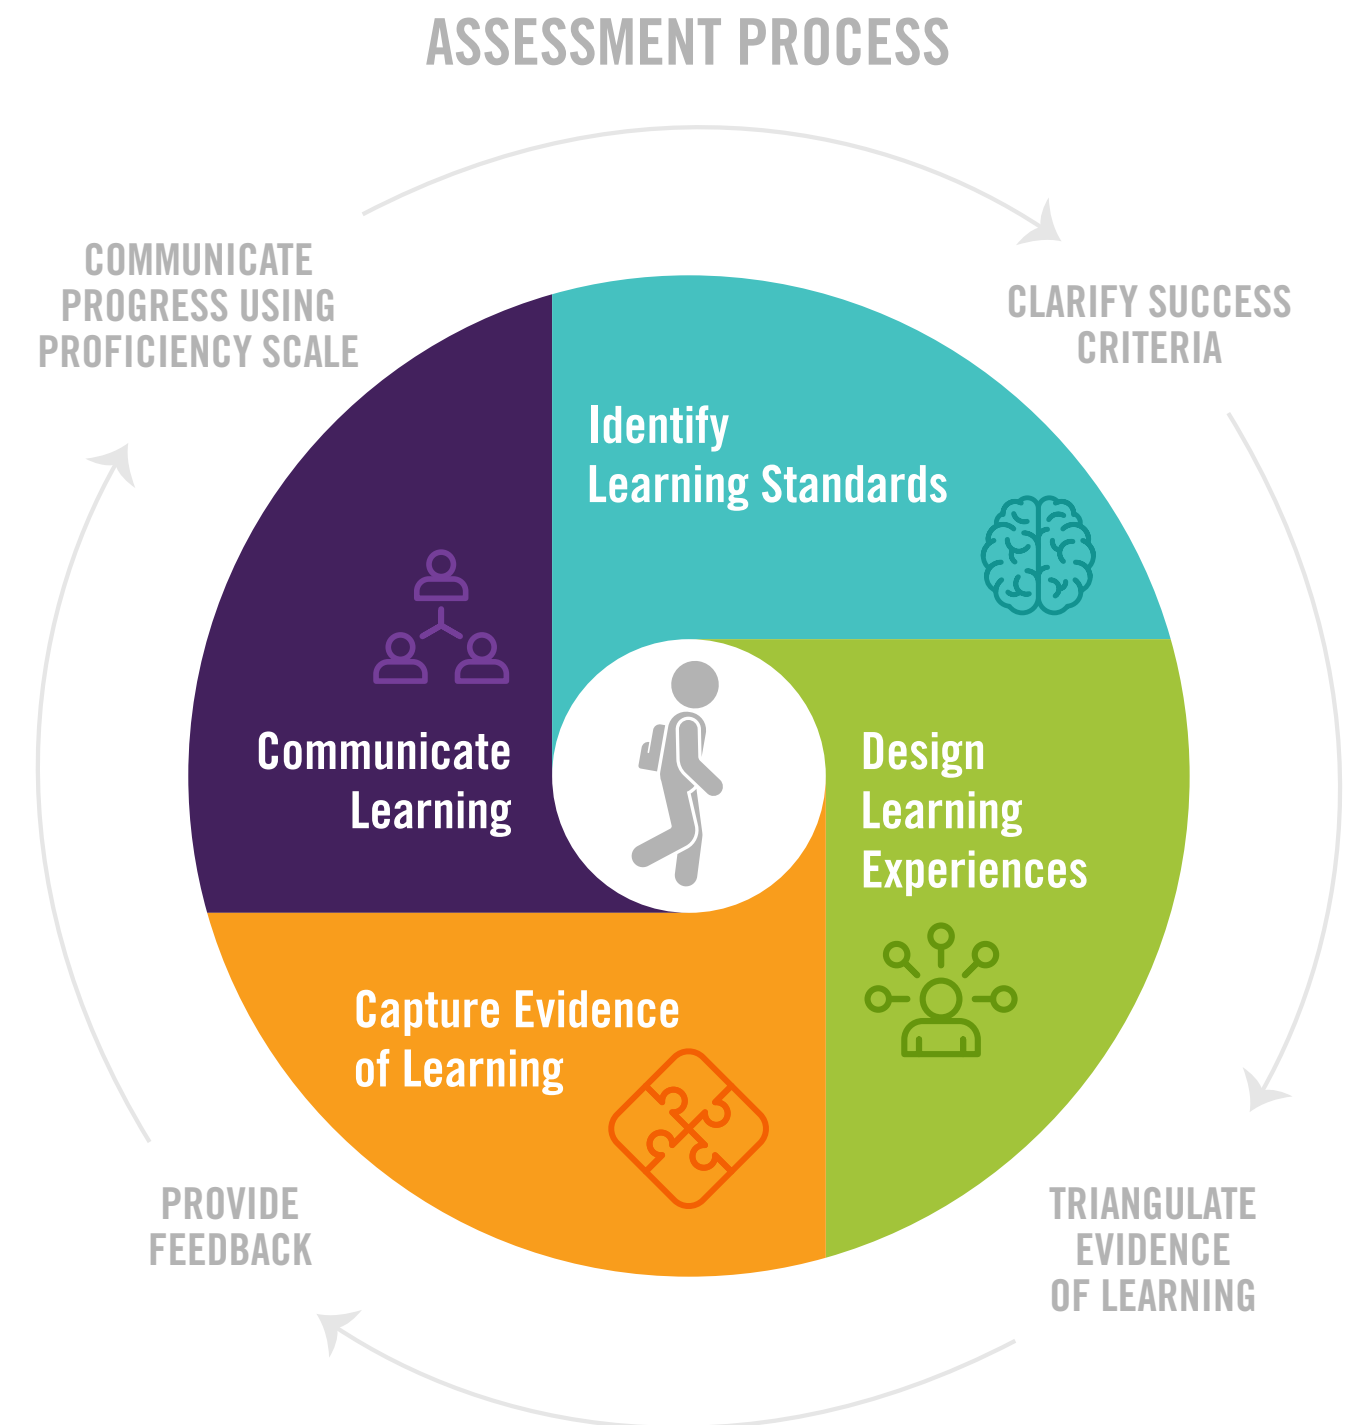 ASSESSMENT PROCESS
COMMUNICATE
PROGRESS USING
PROFICIENCY SCALE
CLARIFY SUCCESS
CRITERIA
Identify
Learning Standards
Communicate
Learning
Design
Learning
Experiences
Capture Evidence
of Learning
PROVIDE
FEEDBACK
TRIANGULATE
EVIDENCE
OF LEARNING